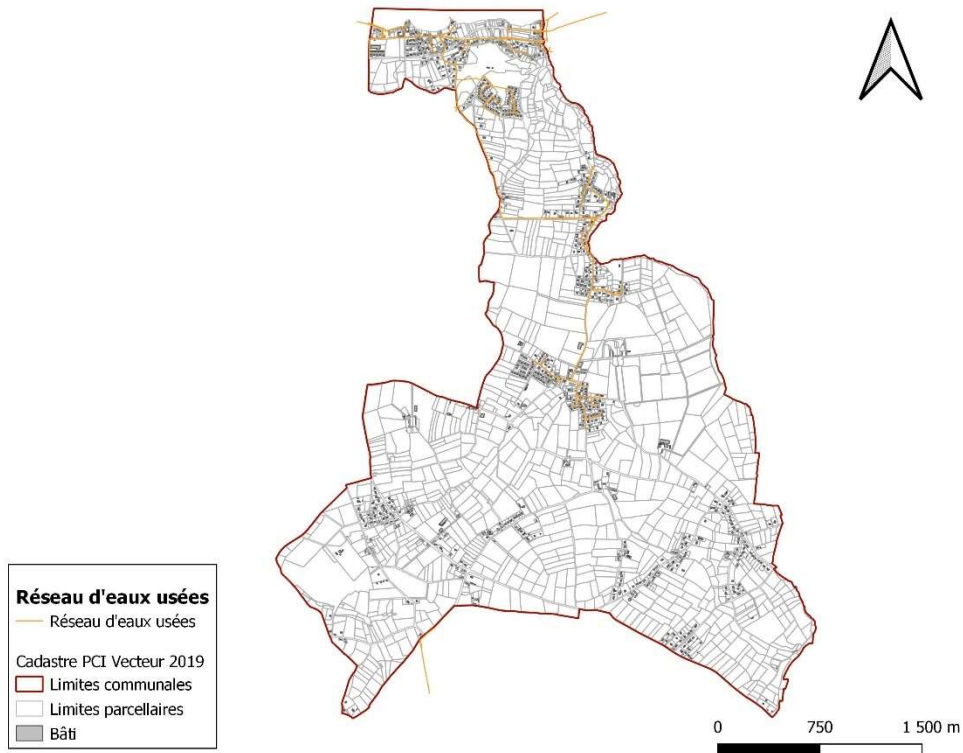 Réseau d'eaux usées
Réseau d'eaux usées
Cadastre PCI Vecteur 2019
Limites communales
Limites parcellaires
Bâti
0 750 1 500 m